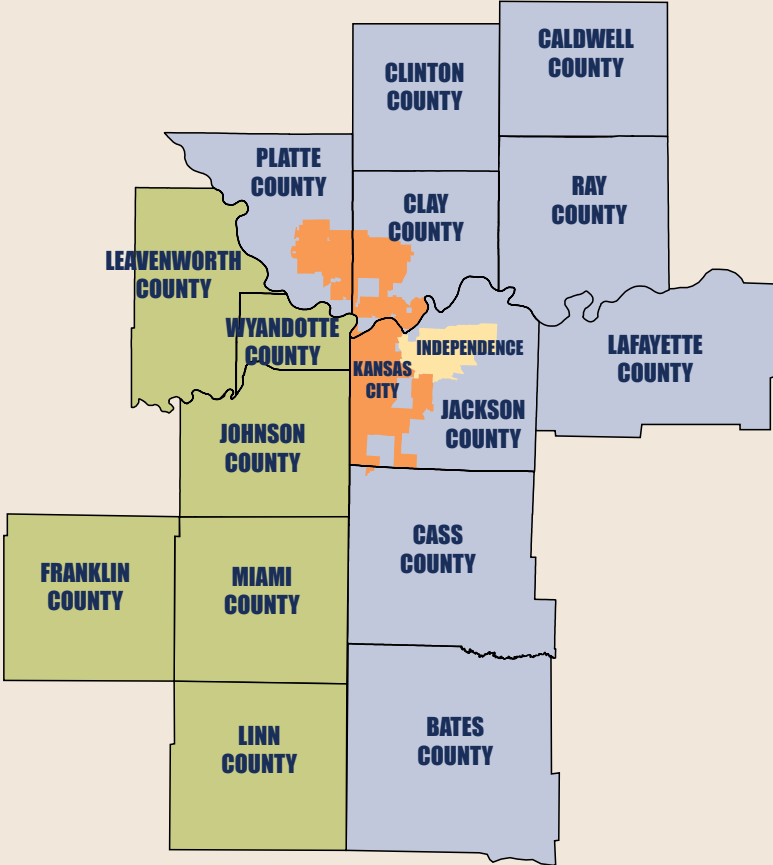 CALDWELL
COUNTY
CLINTON
COUNTY
PLATTE
COUNTY
RAY
COUNTY
CLAY
COUNTY
LEAVENWORTH
COUNTY
WYANDOTTE
COUNTY
INDEPENDENCE
LAFAYETTE
COUNTY
KANSAS
CITY
JACKSON
COUNTY
JOHNSON
COUNTY
CASS
COUNTY
FRANKLIN
COUNTY
MIAMI
COUNTY
BATES
COUNTY
LINN
COUNTY